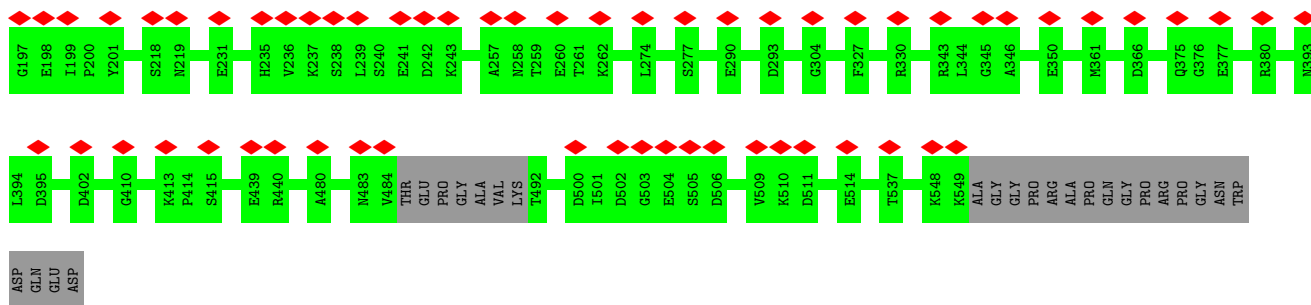 G197 E198 I199 P200 Y201 S218 N219 E231 H235 V236 K237 S238 L239 S240 E241 D242 K243 A257 N258 T259 E260 T261 K262 L274 S277 E290 D293 G304 F327 R330 R343 L344 G345 A346 E350 M361 D366 Q375 G376 E377 R380 N393
L394 D395 D402 G410 K413 P414 S415 E439 R440 A480 N483 V484 THR GLU PRO GLY ALA VAL LYS T492 D500 I501 D502 G503 E504 S505 D506 V509 K510 D511 E514 T537 K548 K549 ALA GLY GLY PRO ARG ALA PRO GLN GLY PRO ARG PRO GLY ASN TRP
ASP GLN GLU ASP